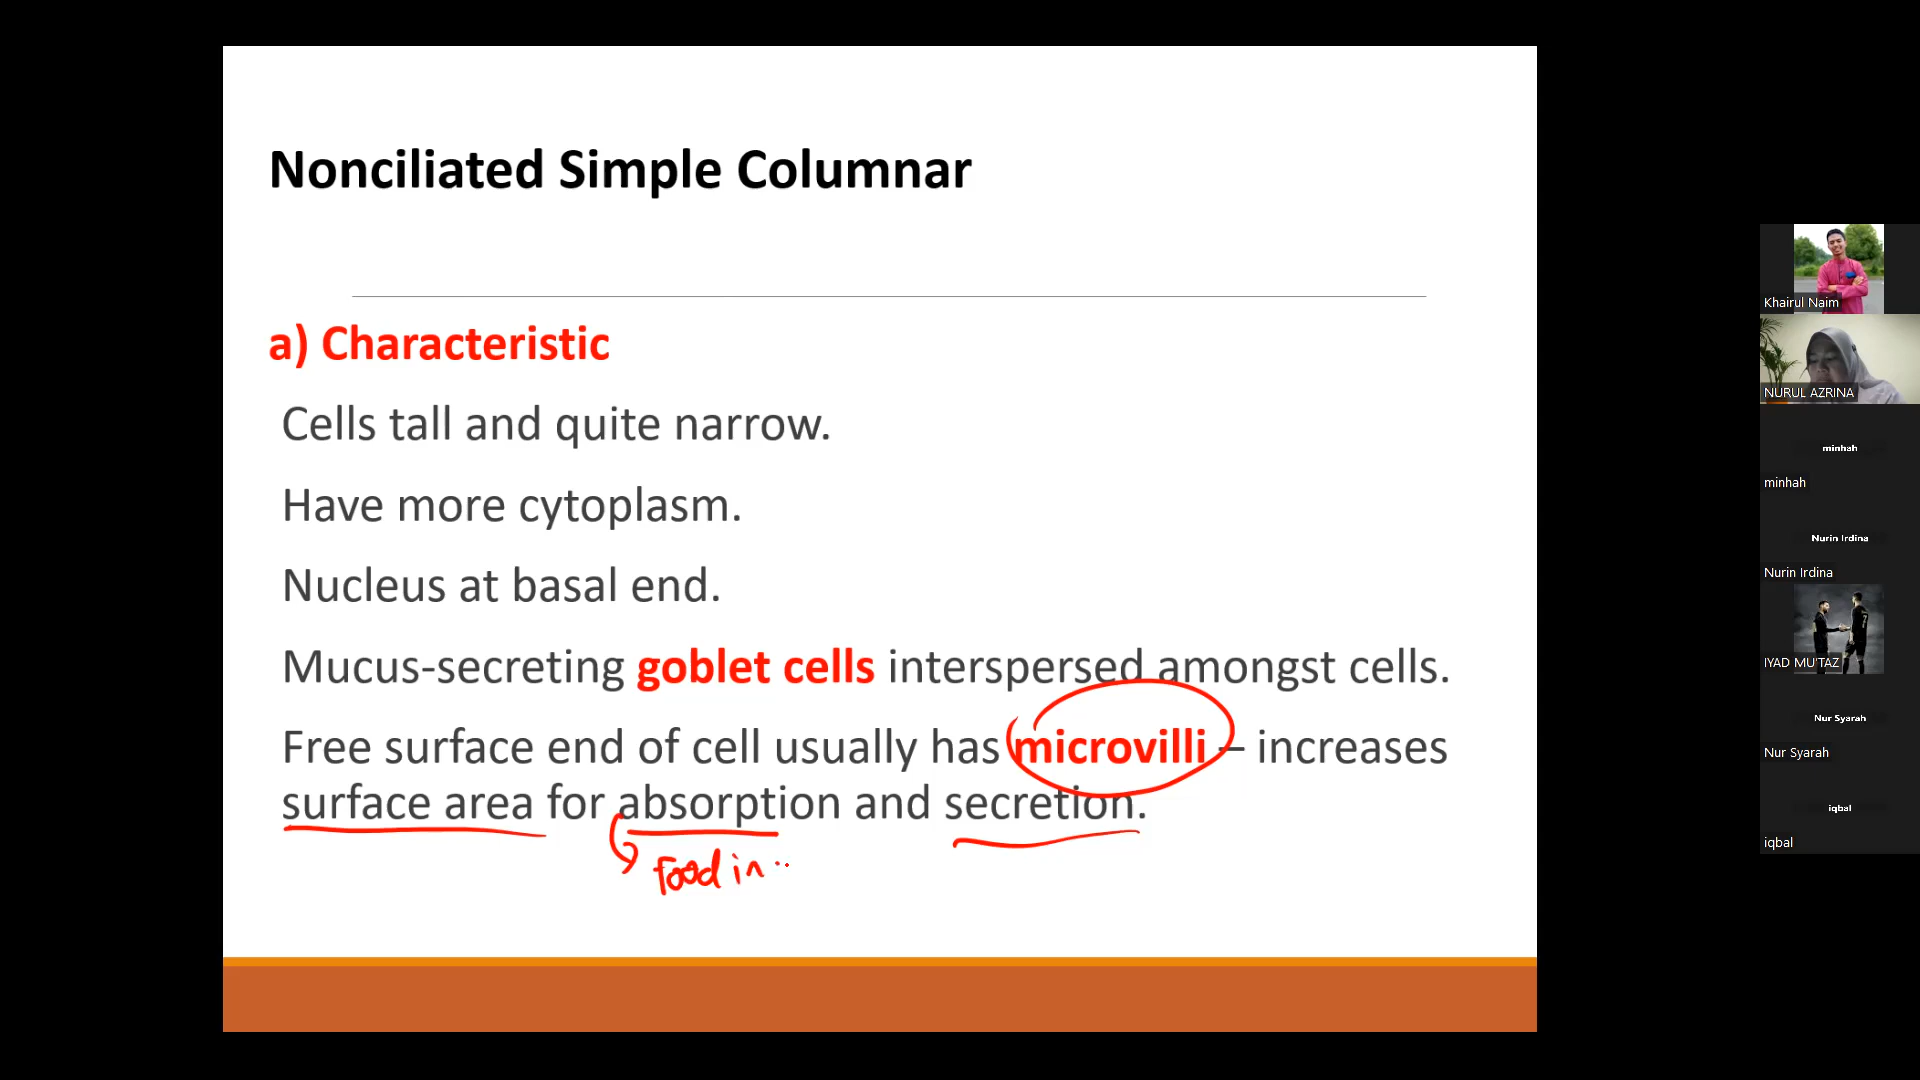 Nonciliated Simple Columnar
a) Characteristic
Cells tall and quite narrow.
Have more cytoplasm.
Nucleus at basal end.
Mucus-secreting goblet cells interspersed amongst cells.
Free surface end of cell usually has microvilli – increases
surface area for absorption and secretion.
Food in ..
Khairul Naim
NURUL AZRINA
minhah
minhah
Nurin Irdina
Nurin Irdina
7
IYAD MU'TAZ
Nur Syarah
Nur Syarah
iqbal
iqbal